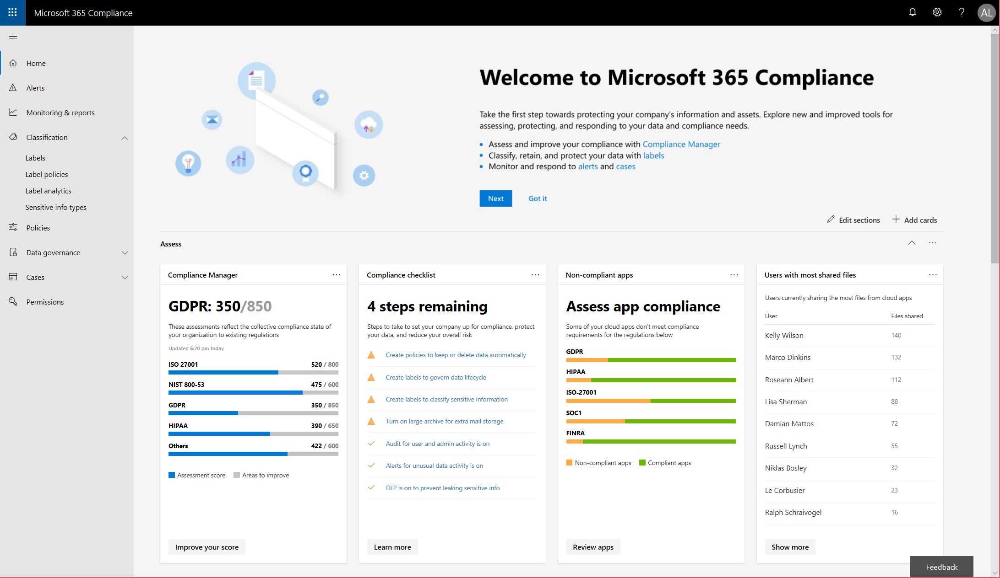 Microsoft 365 Compliance
AL
Home
Alerts
Monitoring & reports
Classification
Labels
Label policies
Label analytics
Sensitive info types
Policies
Data governance
Cases
Permissions
Welcome to Microsoft 365 Compliance
Take the first step towards protecting your company's information and assets. Explore new and improved tools for
assessing, protecting, and responding to your data and compliance needs.
• Assess and improve your compliance with Compliance Manager
• Classify, retain, and protect your data with labels
• Monitor and respond to alerts and cases
Next Got it
Edit sections Add cards
Assess
Compliance Manager
GDPR: 350/850
These assessments reflect the collective compliance state of
your organization to existing regulations
Updated 6:20 pm today
ISO 27001 520 / 800
NIST 800-53 475 / 600
GDPR 350 / 850
HIPAA 390 / 650
Others 422 / 600
Assessment score Areas to improve
Improve your score
Compliance checklist
4 steps remaining
Steps to take to set your company up for compliance, protect
your data, and reduce your overall risk
Create policies to keep or delete data automatically
Create labels to govern data lifecycle
Create labels to classify sensitive information
Turn on large archive for extra mail storage
Audit for user and admin activity is on
Alerts for unusual data activity is on
DLP is on to prevent leaking sensitive info
Learn more
Non-compliant apps
Assess app compliance
Some of your cloud apps don't meet compliance
requirements for the regulations below
GDPR
HIPAA
ISO-27001
SOC1
FINRA
Non-compliant apps Compliant apps
Review apps
Users with most shared files
Users currently sharing the most files from cloud apps
User Files shared
Kelly Wilson 140
Marco Dinkins 132
Roseann Albert 112
Lisa Sherman 88
Damian Mattos 72
Russell Lynch 55
Niklas Bosley 32
Le Corbusier 23
Ralph Schraivogel 16
Show more
Feedback